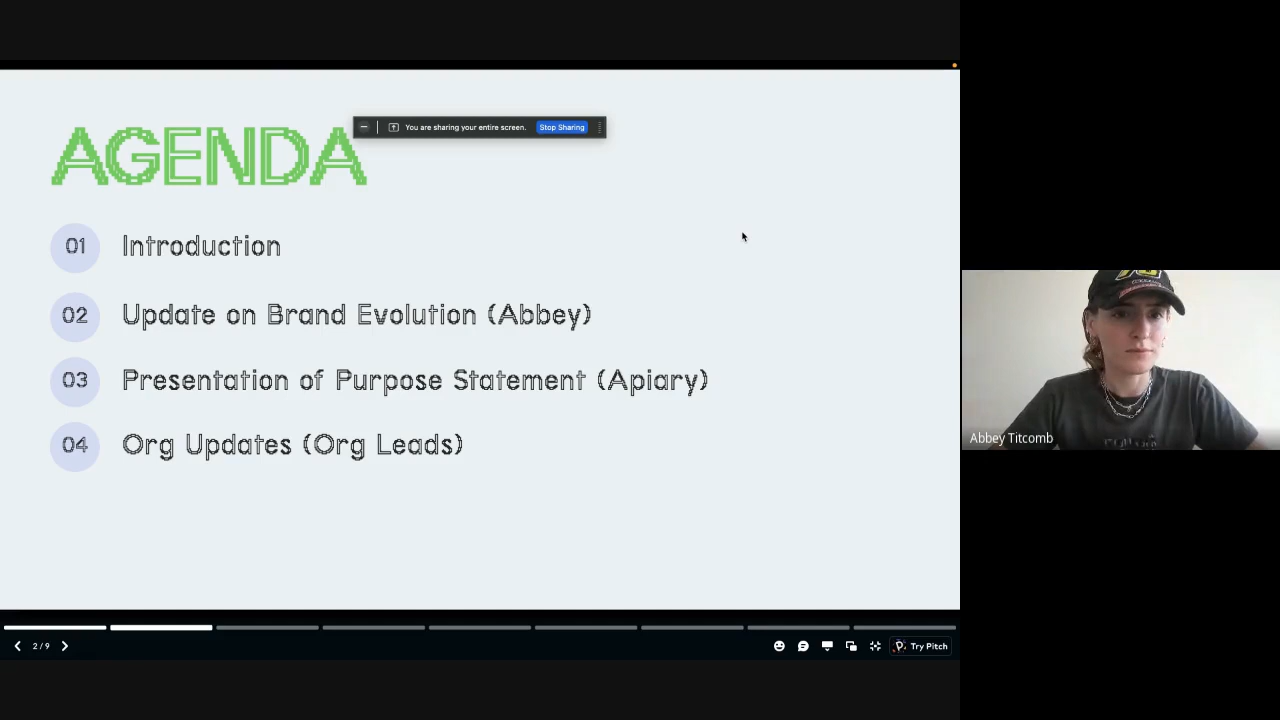 You are sharing your entire screen. Stop Sharing
AGENDA
01 Introduction
02 Update on Brand Evolution (Abbey)
03 Presentation of Purpose Statement (Apiary)
04 Org Updates (Org Leads)
Abbey Titcomb
2 / 9
Try Pitch